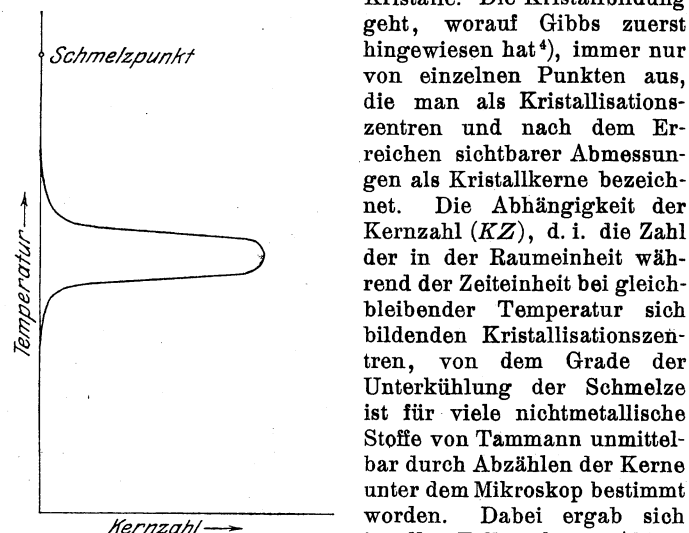 Schmelzpunkt
Temperatur→
Kernzahl→
Kristalle. Die Kristallbildung
geht, worauf Gibbs zuerst
hingewiesen hat⁴), immer nur
von einzelnen Punkten aus,
die man als Kristallisations-
zentren und nach dem Er-
reichen sichtbarer Abmessun-
gen als Kristallkerne bezeich-
net. Die Abhängigkeit der
Kernzahl (KZ), d. i. die Zahl
der in der Raumeinheit wäh-
rend der Zeiteinheit bei gleich-
bleibender Temperatur sich
bildenden Kristallisationszen-
tren, von dem Grade der
Unterkühlung der Schmelze
ist für viele nichtmetallische
Stoffe von Tammann unmittel-
bar durch Abzählen der Kerne
unter dem Mikroskop bestimmt
worden. Dabei ergab sich